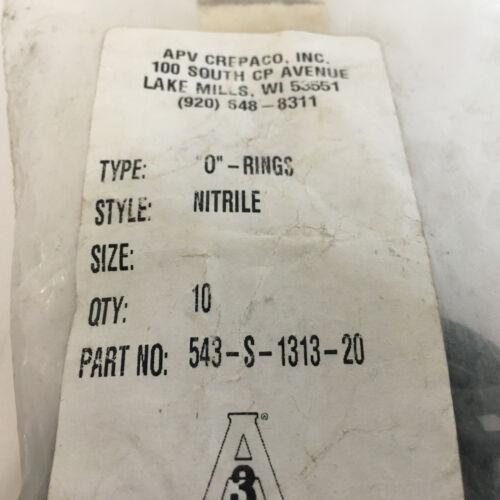 APV CREPACO, INC.
100 SOUTH CP AVENUE
LAKE MILLS, WI 53551
(920) 648-8311
TYPE: "O"-RINGS
STYLE: NITRILE
SIZE:
QTY: 10
PART NO: 543-S-1313-20
A ®
3